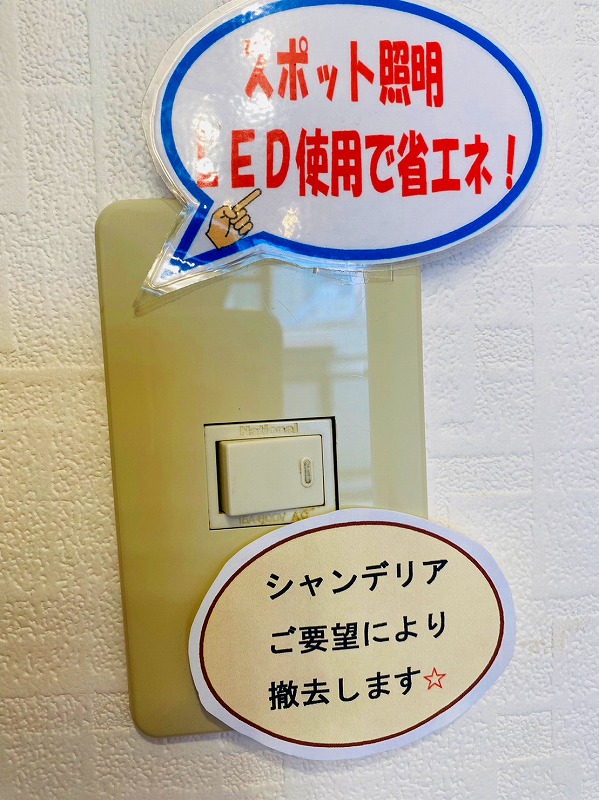 スポット照明
LED使用で省エネ!
National
シャンデリア
ご要望により
撤去します☆